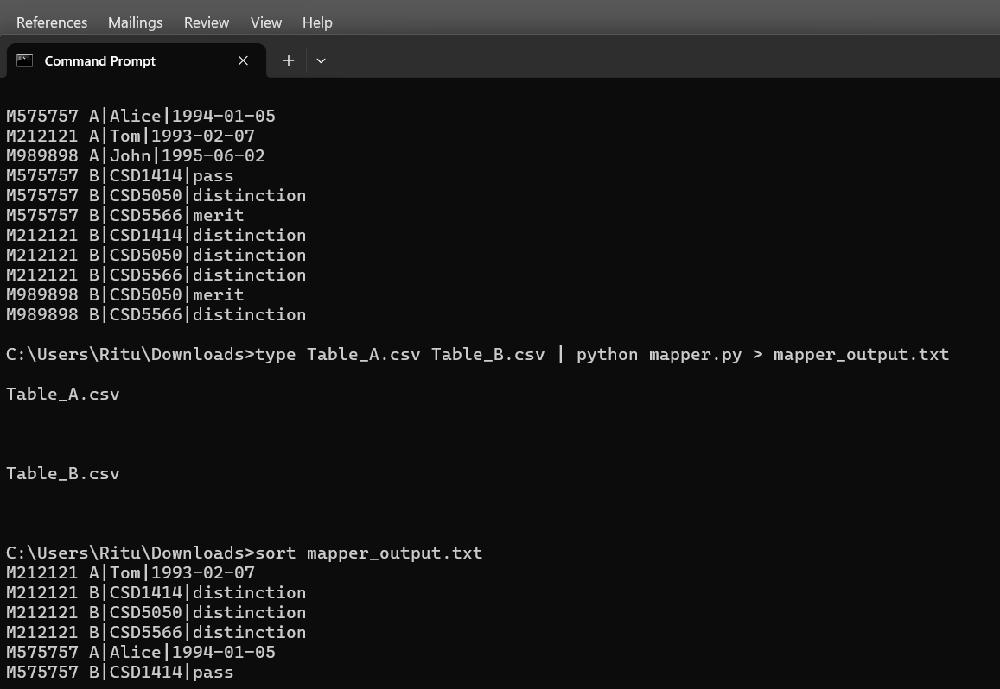 References Mailings Review View Help
Command Prompt
M575757 A|Alice|1994-01-05
M212121 A|Tom|1993-02-07
M989898 A|John|1995-06-02
M575757 B|CSD1414|pass
M575757 B|CSD5050|distinction
M575757 B|CSD5566|merit
M212121 B|CSD1414|distinction
M212121 B|CSD5050|distinction
M212121 B|CSD5566|distinction
M989898 B|CSD5050|merit
M989898 B|CSD5566|distinction
C:\Users\Ritu\Downloads>type Table_A.csv Table_B.csv | python mapper.py > mapper_output.txt
Table_A.csv
Table_B.csv
C:\Users\Ritu\Downloads>sort mapper_output.txt
M212121 A|Tom|1993-02-07
M212121 B|CSD1414|distinction
M212121 B|CSD5050|distinction
M212121 B|CSD5566|distinction
M575757 A|Alice|1994-01-05
M575757 B|CSD1414|pass